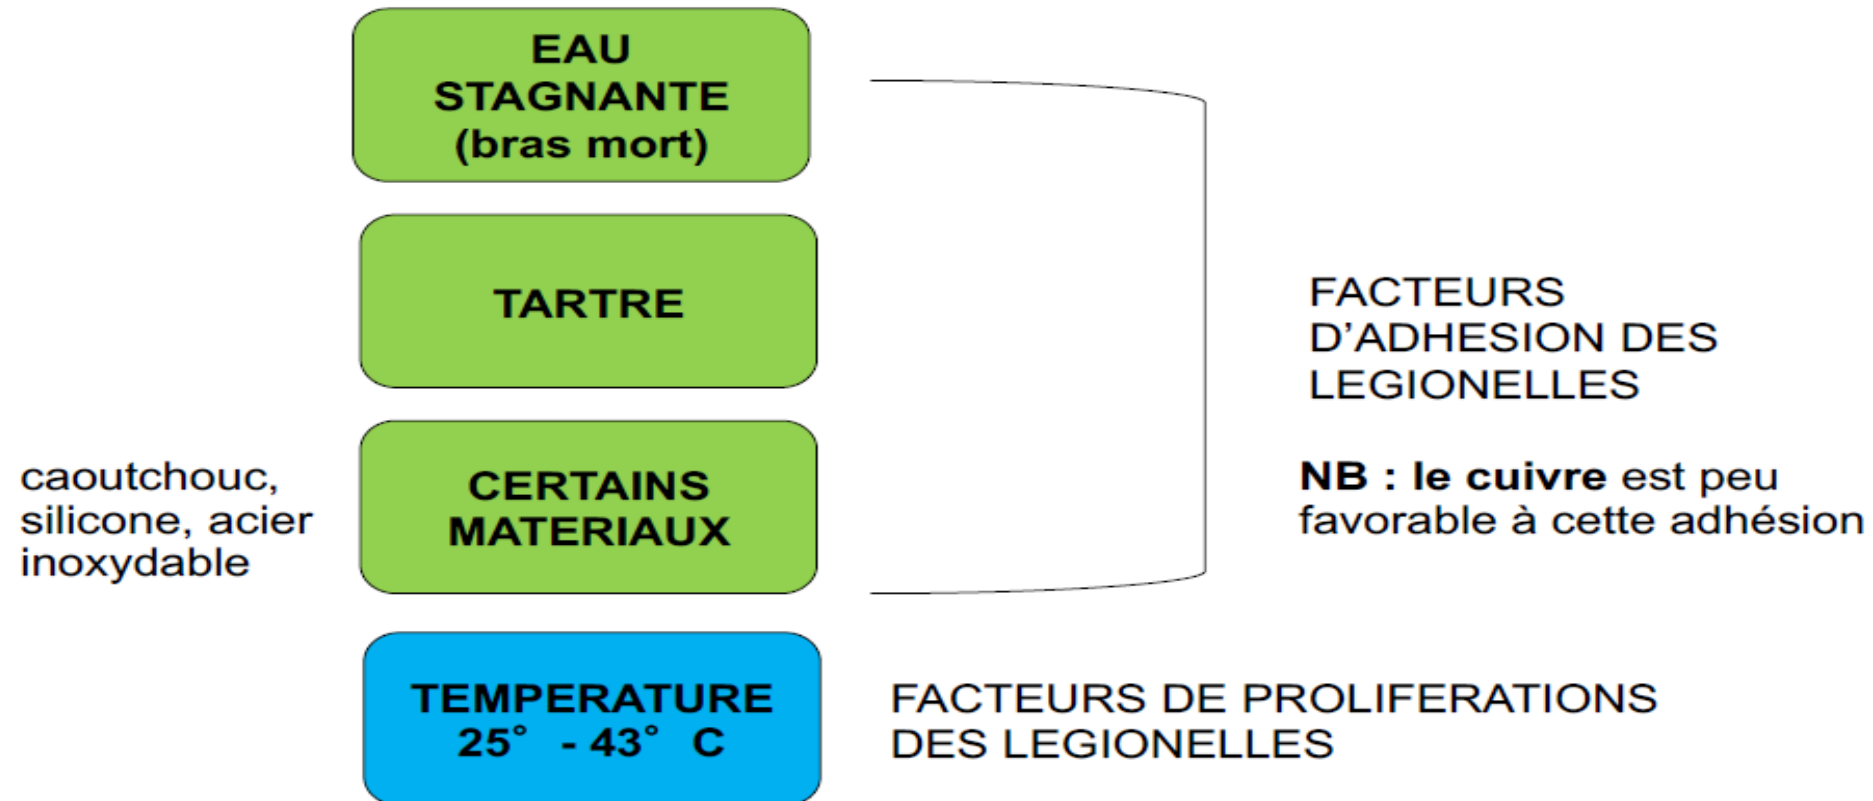 EAU
STAGNANTE
(bras mort)
TARTRE
caoutchouc,
silicone, acier
inoxydable
CERTAINS
MATERIAUX
FACTEURS
D’ADHESION DES
LEGIONELLES
NB : le cuivre est peu
favorable à cette adhésion
TEMPERATURE
25° - 43° C
FACTEURS DE PROLIFERATIONS
DES LEGIONELLES